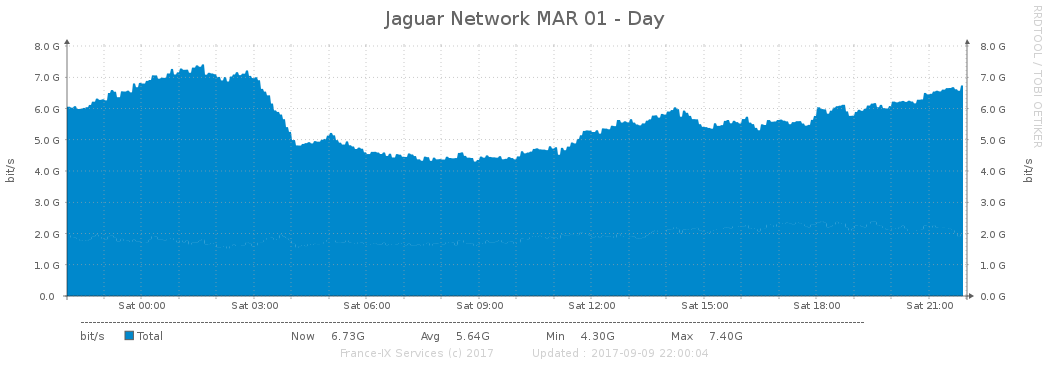 Jaguar Network MAR 01 - Day
RRDTOOL / TOBI OETIKER
8.0 G 8.0 G
7.0 G 7.0 G
6.0 G 6.0 G
5.0 G 5.0 G
4.0 G 4.0 G
3.0 G 3.0 G
2.0 G 2.0 G
1.0 G 1.0 G
0.0 0.0 G
bit/s bit/s
Sat 00:00 Sat 03:00 Sat 06:00 Sat 09:00 Sat 12:00 Sat 15:00 Sat 18:00 Sat 21:00
bit/s Total Now 6.73G Avg 5.64G Min 4.30G Max 7.40G
France-IX Services (c) 2017 Updated : 2017-09-09 22:00:04